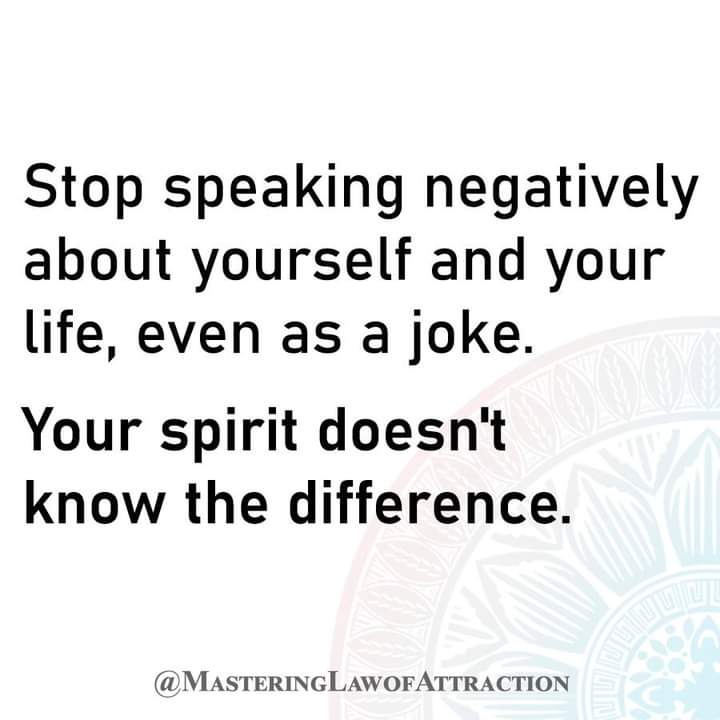 Stop speaking negatively
about yourself and your
life, even as a joke.
Your spirit doesn't
know the difference.
@MasteringLawofAttraction